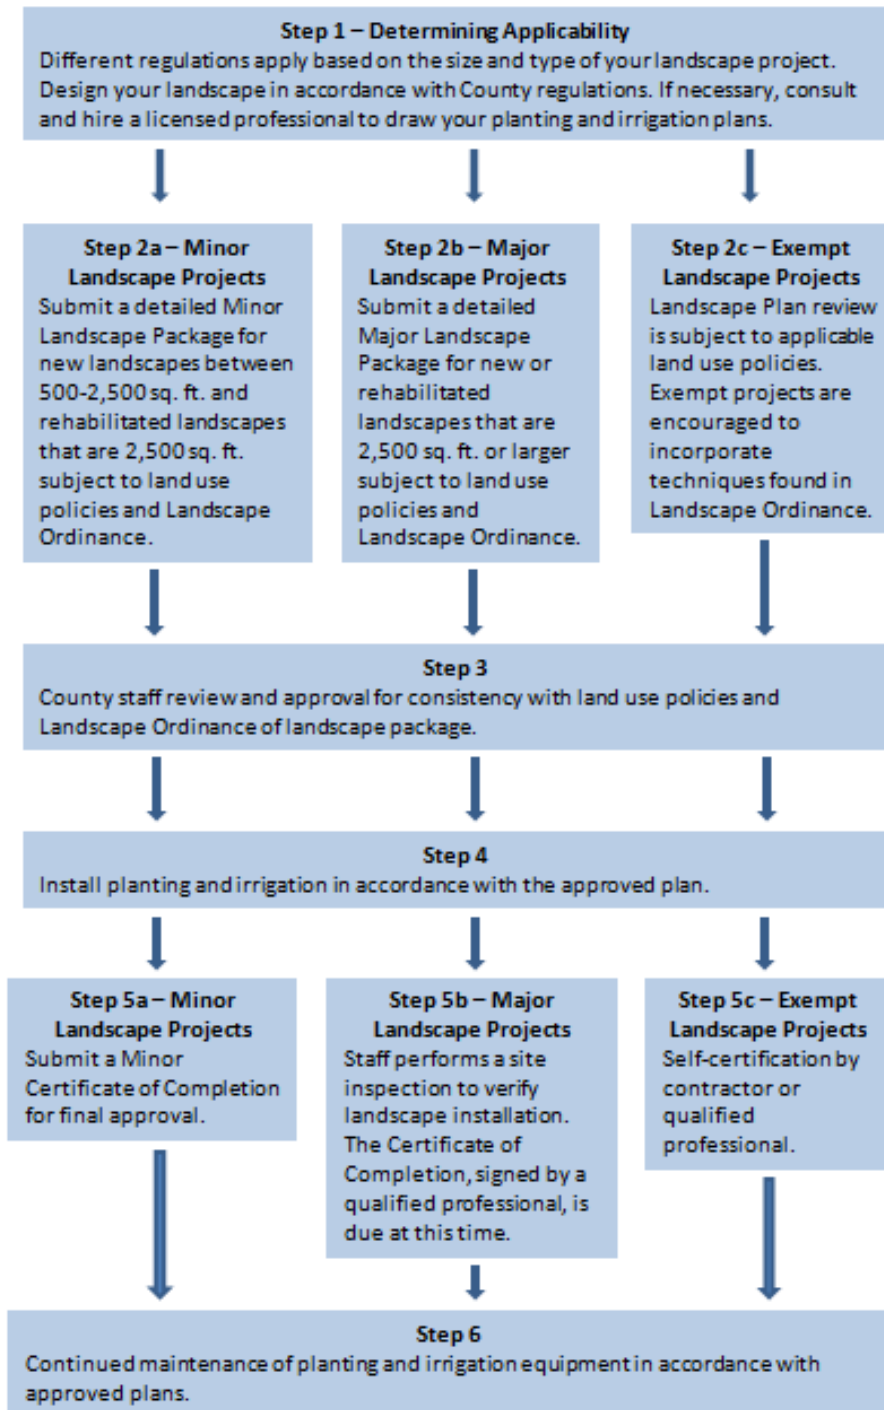 Step 1 – Determining Applicability
Different regulations apply based on the size and type of your landscape project.
Design your landscape in accordance with County regulations. If necessary, consult
and hire a licensed professional to draw your planting and irrigation plans.
Step 2a – Minor
Landscape Projects
Submit a detailed Minor
Landscape Package for
new landscapes between
500-2,500 sq. ft. and
rehabilitated landscapes
that are 2,500 sq. ft.
subject to land use
policies and Landscape
Ordinance.
Step 2b – Major
Landscape Projects
Submit a detailed
Major Landscape
Package for new or
rehabilitated
landscapes that are
2,500 sq. ft. or larger
subject to land use
policies and
Landscape Ordinance.
Step 2c – Exempt
Landscape Projects
Landscape Plan review
is subject to applicable
land use policies.
Exempt projects are
encouraged to
incorporate
techniques found in
Landscape Ordinance.
Step 3
County staff review and approval for consistency with land use policies and
Landscape Ordinance of landscape package.
Step 4
Install planting and irrigation in accordance with the approved plan.
Step 5a – Minor
Landscape Projects
Submit a Minor
Certificate of Completion
for final approval.
Step 5b – Major
Landscape Projects
Staff performs a site
inspection to verify
landscape installation.
The Certificate of
Completion, signed by a
qualified professional, is
due at this time.
Step 5c – Exempt
Landscape Projects
Self-certification by
contractor or
qualified
professional.
Step 6
Continued maintenance of planting and irrigation equipment in accordance with
approved plans.